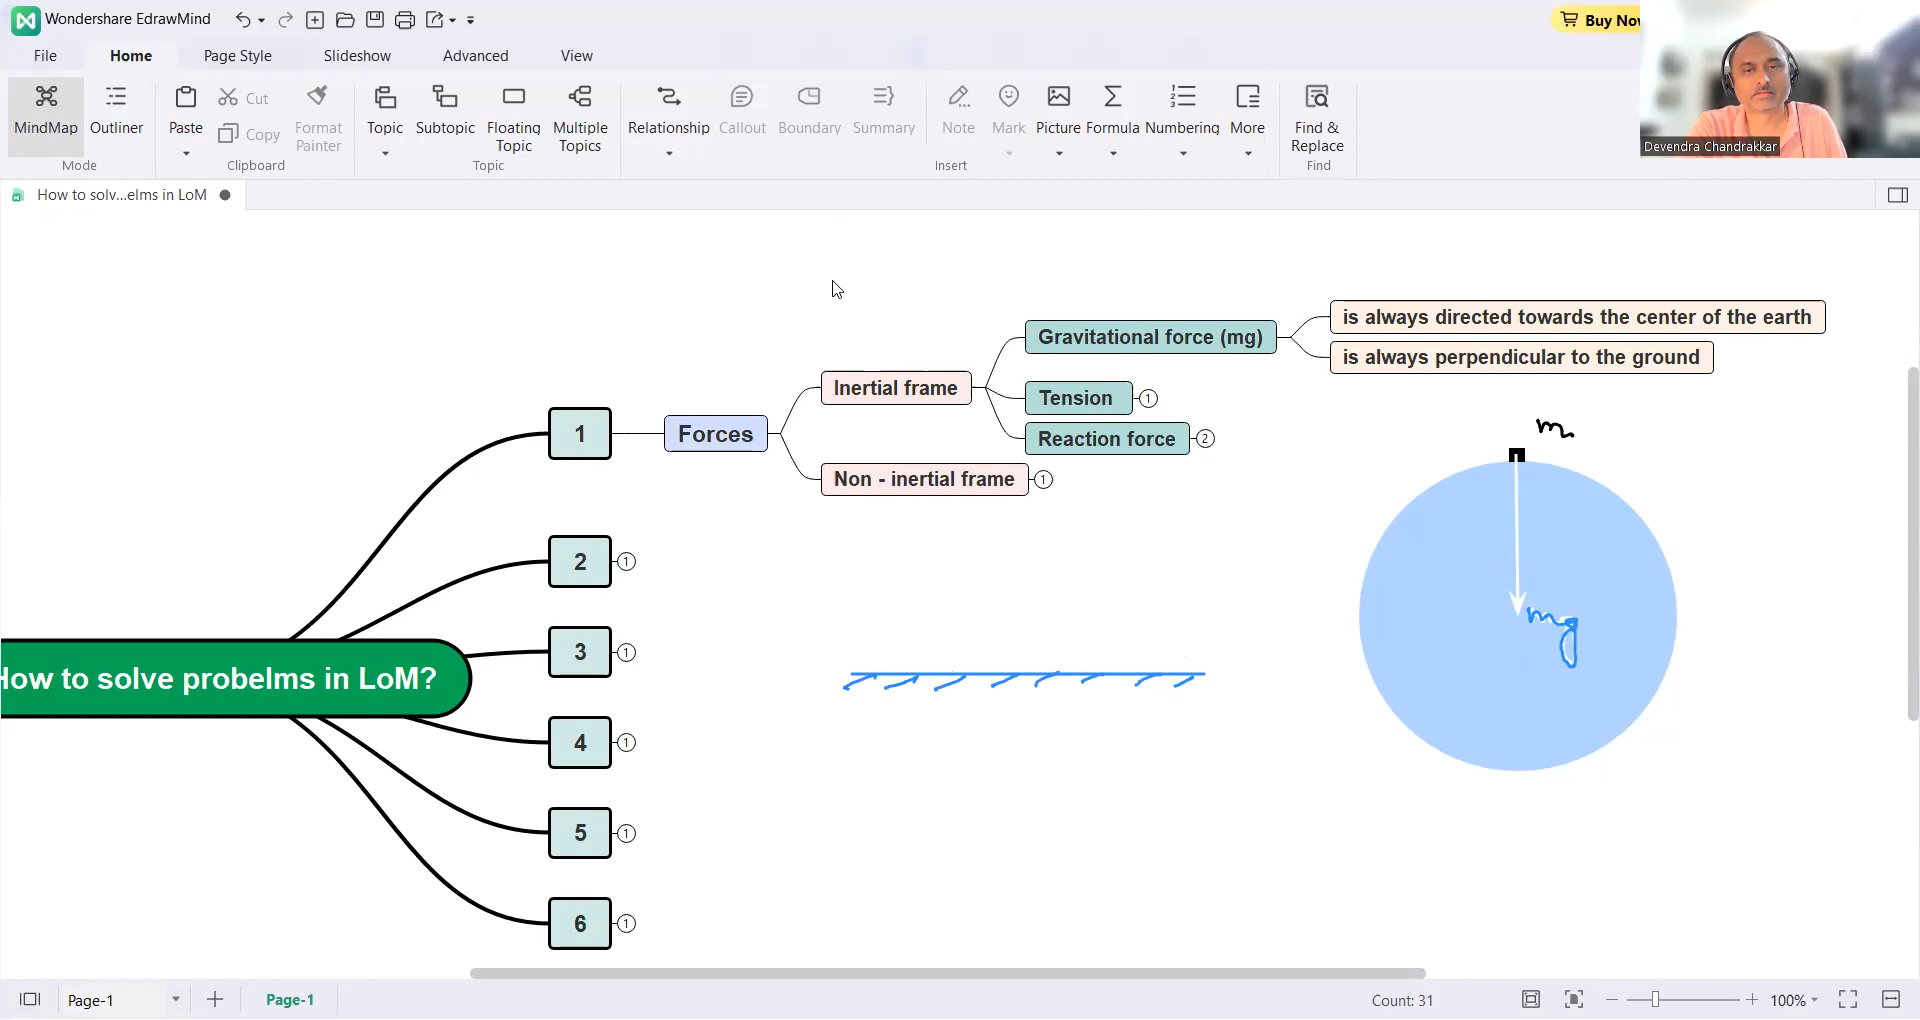 Wondershare EdrawMind
Buy Nov
File Home Page Style Slideshow Advanced View
MindMap Outliner
Mode
Paste Cut Copy Format Painter
Clipboard
Topic Subtopic Floating Topic Multiple Topics
Topic
Relationship Callout Boundary Summary Note Mark Picture Formula Numbering More
Insert
Find & Replace
Find
Devendra Chandrakkar
How to solv...elms in LoM
How to solve probelms in LoM?
1
Forces
Inertial frame
Gravitational force (mg)
is always directed towards the center of the earth
is always perpendicular to the ground
Tension 1
Reaction force 2
Non - inertial frame 1
2 1
3 1
4 1
5 1
6 1
m
mg
Page-1
Page-1
Count: 31
100%